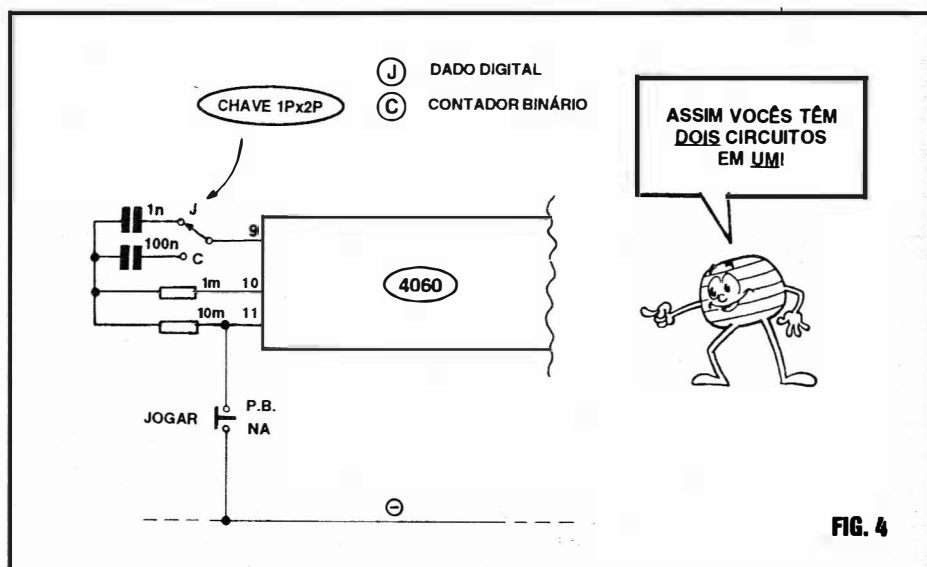 J DADO DIGITAL
C CONTADOR BINÁRIO
CHAVE 1Px2P
ASSIM VOCÊS TÊM
DOIS CIRCUITOS
EM UM!
1n
J
9
100n
C
1m
10
4060
10m
11
JOGAR
P.B.
NA
⊖
FIG. 4